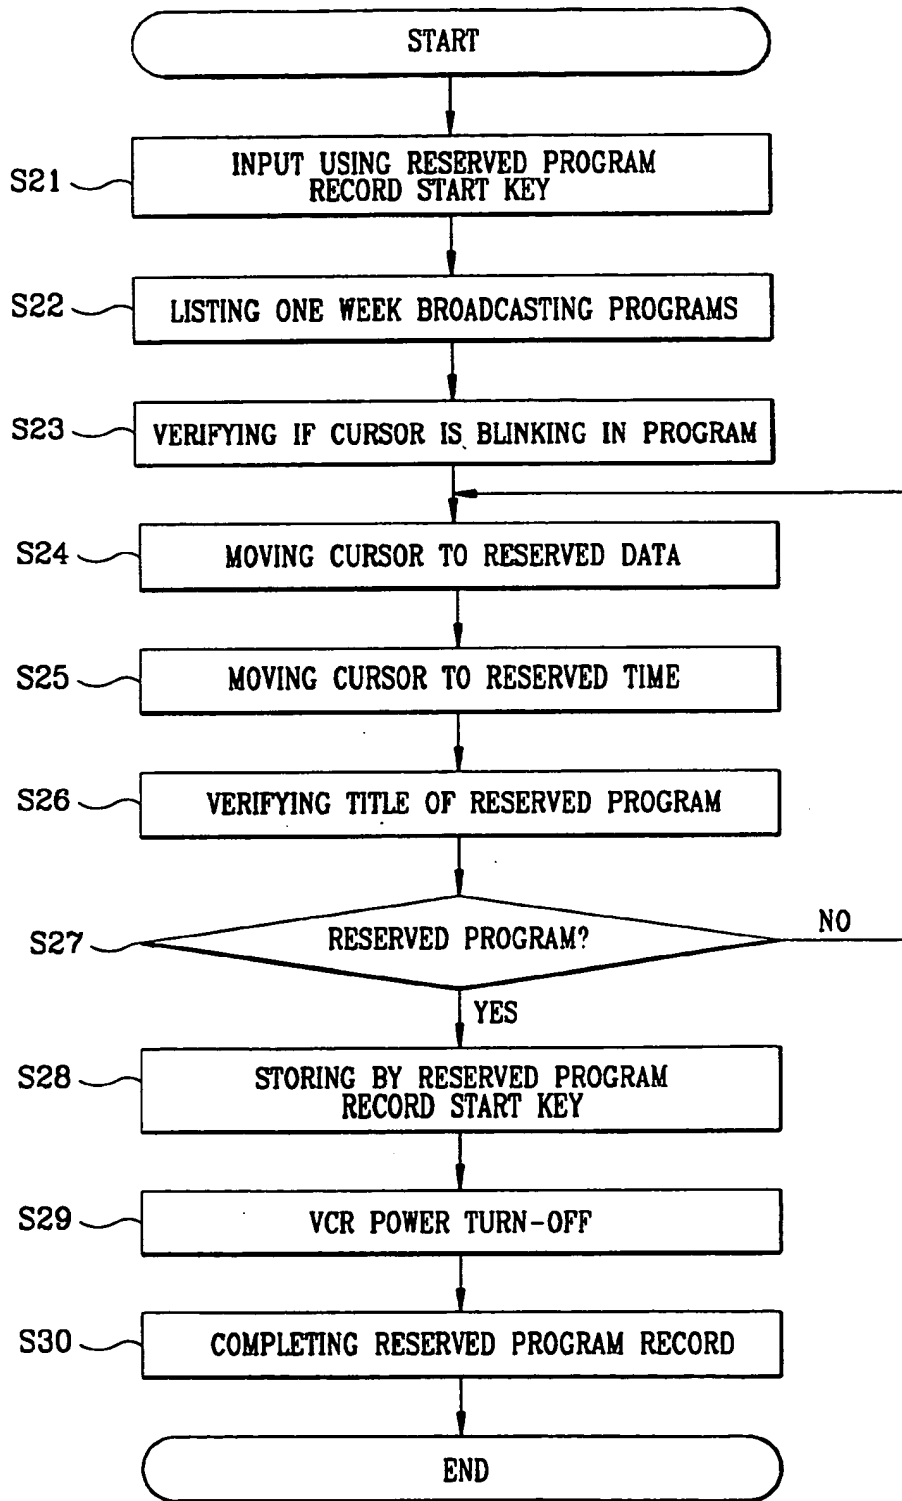 START
S21
INPUT USING RESERVED PROGRAM
RECORD START KEY
S22
LISTING ONE WEEK BROADCASTING PROGRAMS
S23
VERIFYING IF CURSOR IS BLINKING IN PROGRAM
S24
MOVING CURSOR TO RESERVED DATA
S25
MOVING CURSOR TO RESERVED TIME
S26
VERIFYING TITLE OF RESERVED PROGRAM
S27
RESERVED PROGRAM?
NO
YES
S28
STORING BY RESERVED PROGRAM
RECORD START KEY
S29
VCR POWER TURN-OFF
S30
COMPLETING RESERVED PROGRAM RECORD
END